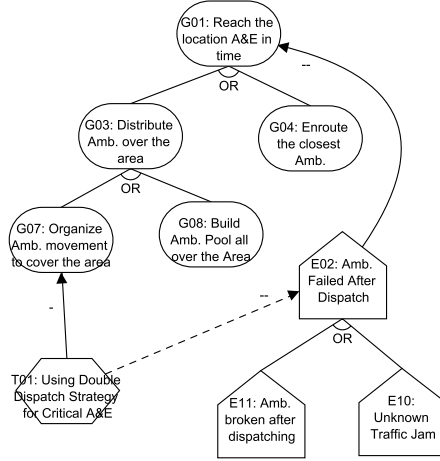 G01: Reach the
location A&E in
time
--
OR
G03: Distribute
Amb. over the
area
G04: Enroute
the closest
Amb.
OR
G07: Organize
Amb. movement
to cover the area
G08: Build
Amb. Pool all
over the Area
E02: Amb.
Failed After
Dispatch
-
--
OR
T01: Using Double
Dispatch Strategy
for Critical A&E
E11: Amb.
broken after
dispatching
E10:
Unknown
Traffic Jam